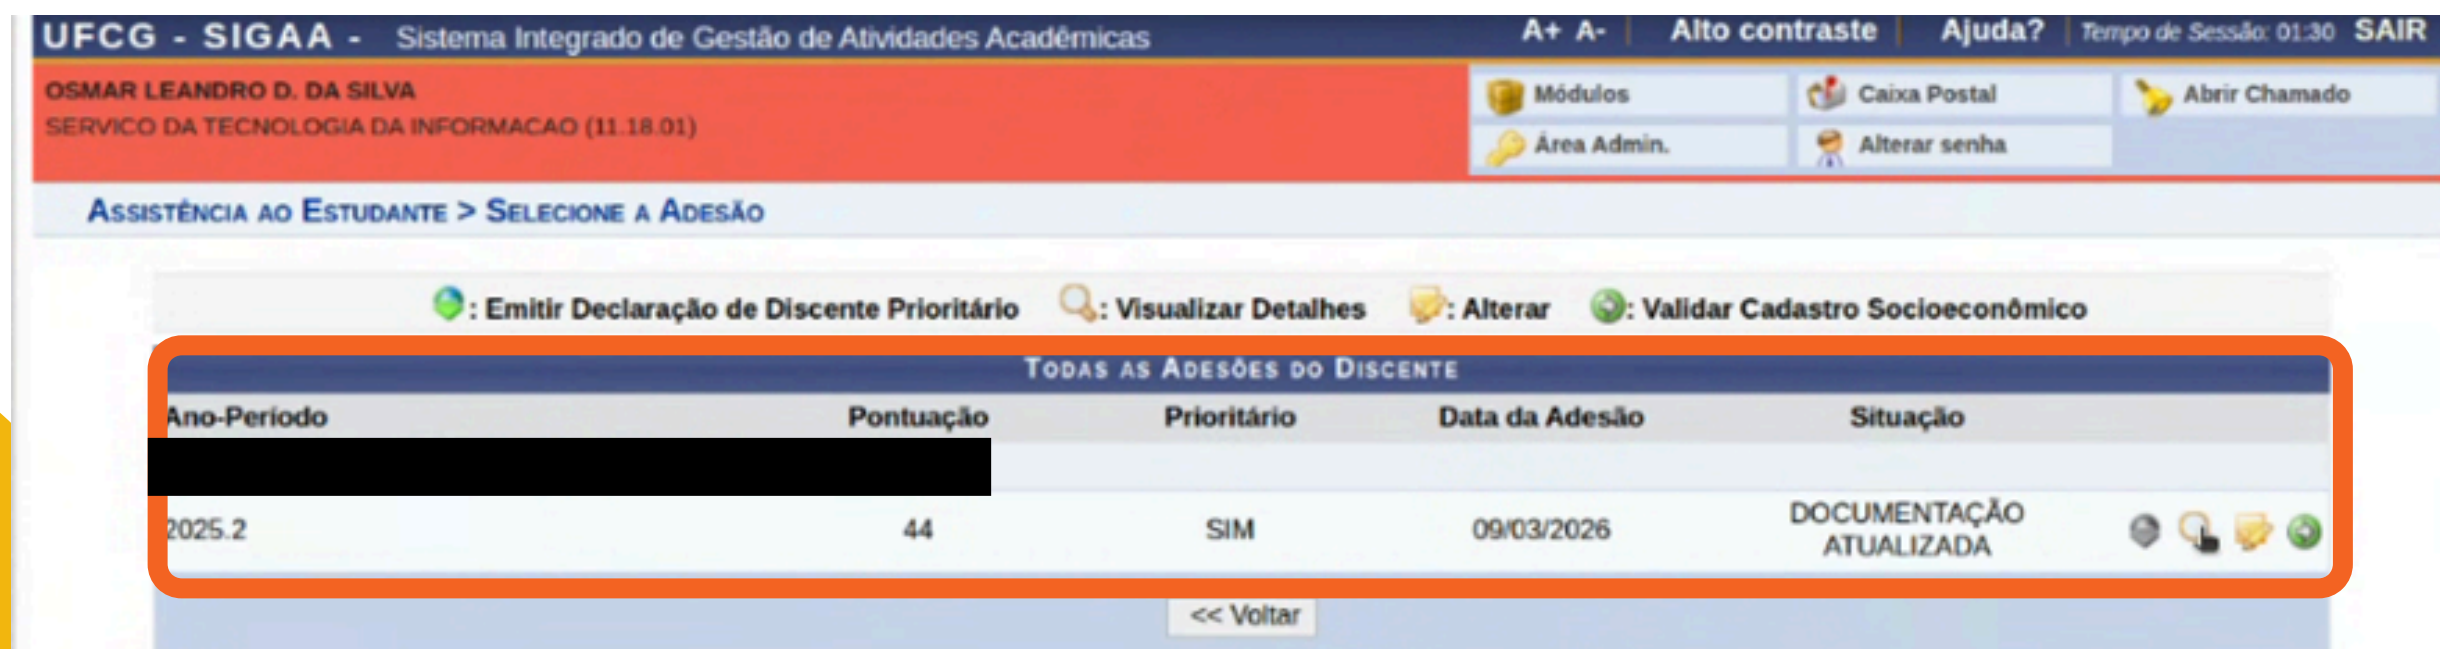 UFCG - SIGAA - Sistema Integrado de Gestão de Atividades Acadêmicas A+ A- Alto contraste Ajuda? Tempo de Sessão: 01:30 SAIR
OSMAR LEANDRO D. DA SILVA
SERVICO DA TECNOLOGIA DA INFORMACAO (11.18.01)
Módulos Caixa Postal Abrir Chamado
Área Admin. Alterar senha
ASSISTÊNCIA AO ESTUDANTE > SELECIONE A ADESÃO
: Emitir Declaração de Discente Prioritário : Visualizar Detalhes : Alterar : Validar Cadastro Socioeconômico
TODAS AS ADESÕES DO DISCENTE
Ano-Período Pontuação Prioritário Data da Adesão Situação
2025.2 44 SIM 09/03/2026 DOCUMENTAÇÃO
ATUALIZADA
<< Voltar